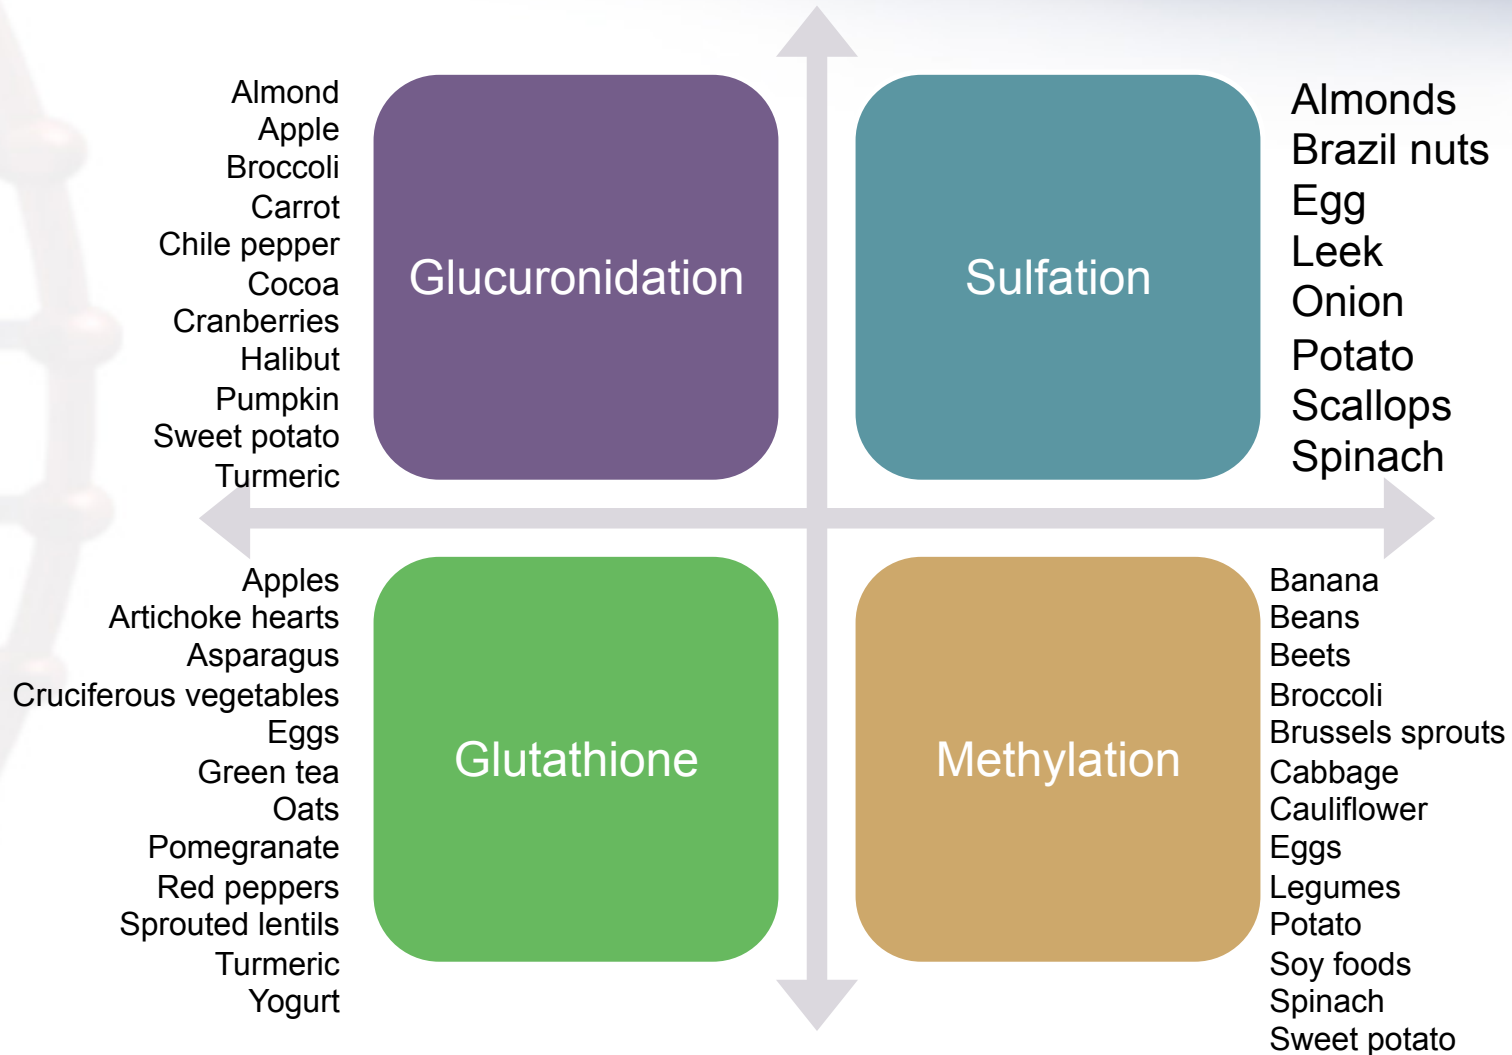 Almond
Apple
Broccoli
Carrot
Chile pepper
Cocoa
Cranberries
Halibut
Pumpkin
Sweet potato
Turmeric
Glucuronidation
Sulfation
Almonds
Brazil nuts
Egg
Leek
Onion
Potato
Scallops
Spinach
Apples
Artichoke hearts
Asparagus
Cruciferous vegetables
Eggs
Green tea
Oats
Pomegranate
Red peppers
Sprouted lentils
Turmeric
Yogurt
Glutathione
Methylation
Banana
Beans
Beets
Broccoli
Brussels sprouts
Cabbage
Cauliflower
Eggs
Legumes
Potato
Soy foods
Spinach
Sweet potato